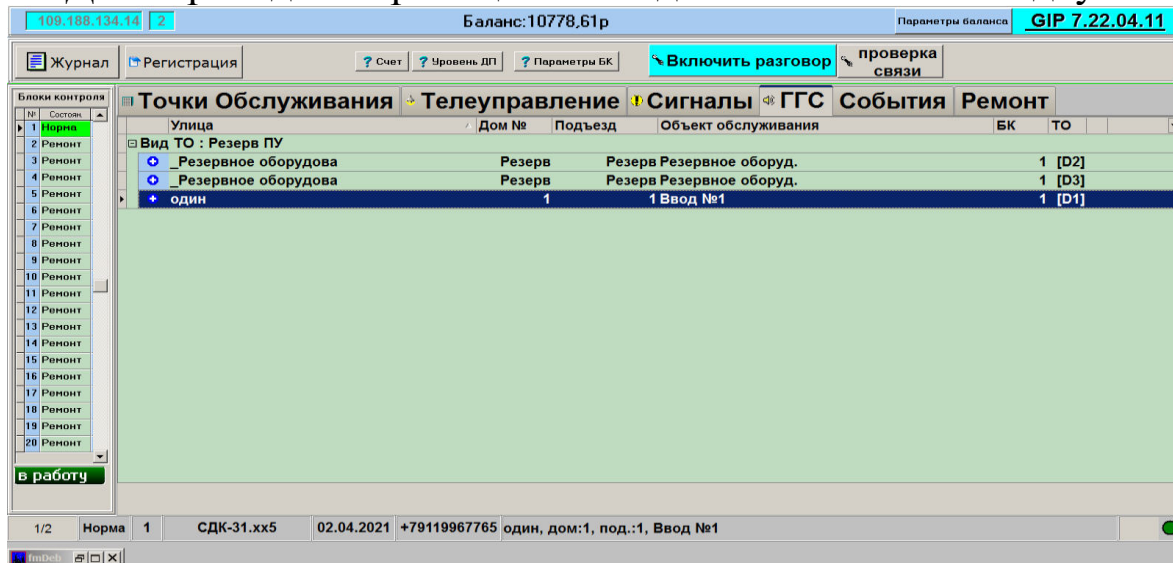 109.188.134.14 2 Баланс:10778,61р Параметры баланса GIP 7.22.04.11
Журнал Регистрация ? Счет ? Уровень ДП ? Параметры БК Включить разговор проверка связи
Блоки контроля
Точки Обслуживания Телеуправление Сигналы ГГС События Ремонт
№ Состоян.
Улица Дом № Подъезд Объект обслуживания БК ТО
1 Норма
2 Ремонт
3 Ремонт
4 Ремонт
5 Ремонт
6 Ремонт
7 Ремонт
8 Ремонт
9 Ремонт
10 Ремонт
11 Ремонт
12 Ремонт
13 Ремонт
14 Ремонт
15 Ремонт
16 Ремонт
17 Ремонт
18 Ремонт
19 Ремонт
20 Ремонт
в работу
Вид ТО : Резерв ПУ
_Резервное оборудова Резерв Резерв Резервное оборуд. 1 [D2]
_Резервное оборудова Резерв Резерв Резервное оборуд. 1 [D3]
один 1 1 Ввод №1 1 [D1]
1/2 Норма 1 СДК-31.xx5 02.04.2021 +79119967765 один, дом:1, под.:1, Ввод №1
fmDeb